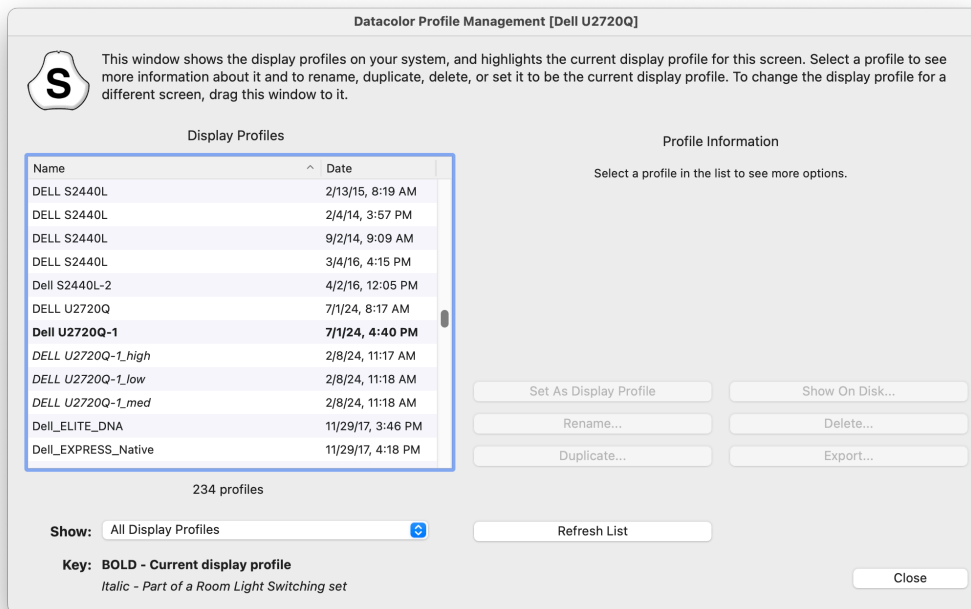 Datacolor Profile Management [Dell U2720Q]
S
This window shows the display profiles on your system, and highlights the current display profile for this screen. Select a profile to see
more information about it and to rename, duplicate, delete, or set it to be the current display profile. To change the display profile for a
different screen, drag this window to it.
Display Profiles
Profile Information
Select a profile in the list to see more options.
Name Date
DELL S2440L 2/13/15, 8:19 AM
DELL S2440L 2/4/14, 3:57 PM
DELL S2440L 9/2/14, 9:09 AM
DELL S2440L 3/4/16, 4:15 PM
Dell S2440L-2 4/2/16, 12:05 PM
DELL U2720Q 7/1/24, 8:17 AM
Dell U2720Q-1 7/1/24, 4:40 PM
DELL U2720Q-1_high 2/8/24, 11:17 AM
DELL U2720Q-1_low 2/8/24, 11:18 AM
DELL U2720Q-1_med 2/8/24, 11:18 AM
Dell_ELITE_DNA 11/29/17, 3:46 PM
Dell_EXPRESS_Native 11/29/17, 4:18 PM
Set As Display Profile Show On Disk...
Rename... Delete...
Duplicate... Export...
234 profiles
Show: All Display Profiles
Refresh List
Key: BOLD - Current display profile
Italic - Part of a Room Light Switching set
Close